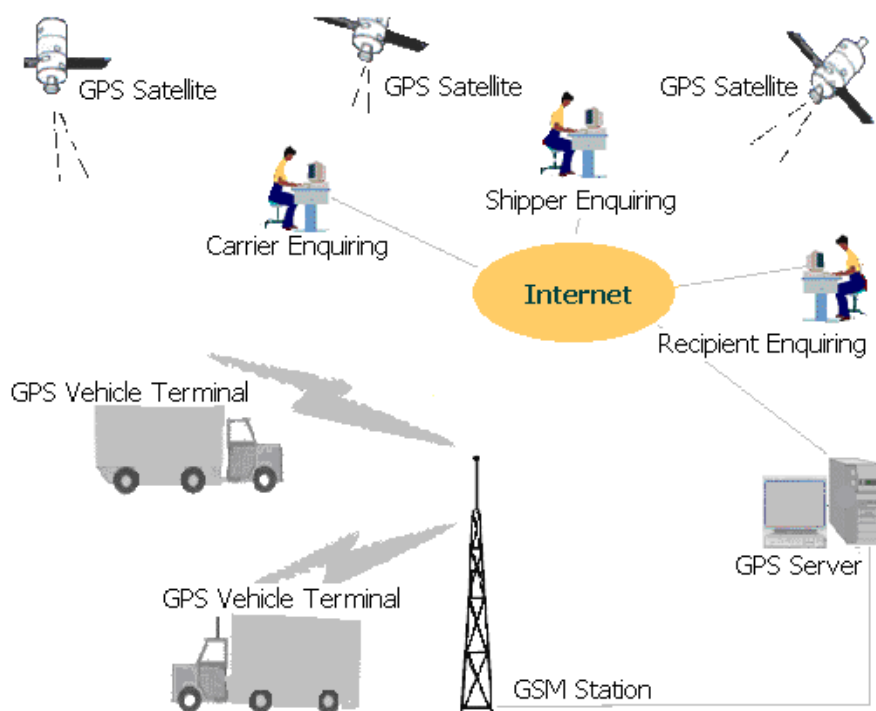 GPS Satellite
GPS Satellite
GPS Satellite
Shipper Enquiring
Carrier Enquiring
Internet
Recipient Enquiring
GPS Vehicle Terminal
GPS Server
GPS Vehicle Terminal
GSM Station